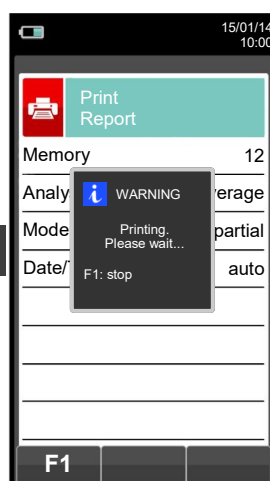 15/01/14
10:00
Print
Report
Memory 12
Analy verage
WARNING
Mode partial
Printing.
Please wait...
Date/ auto
F1: stop
F1